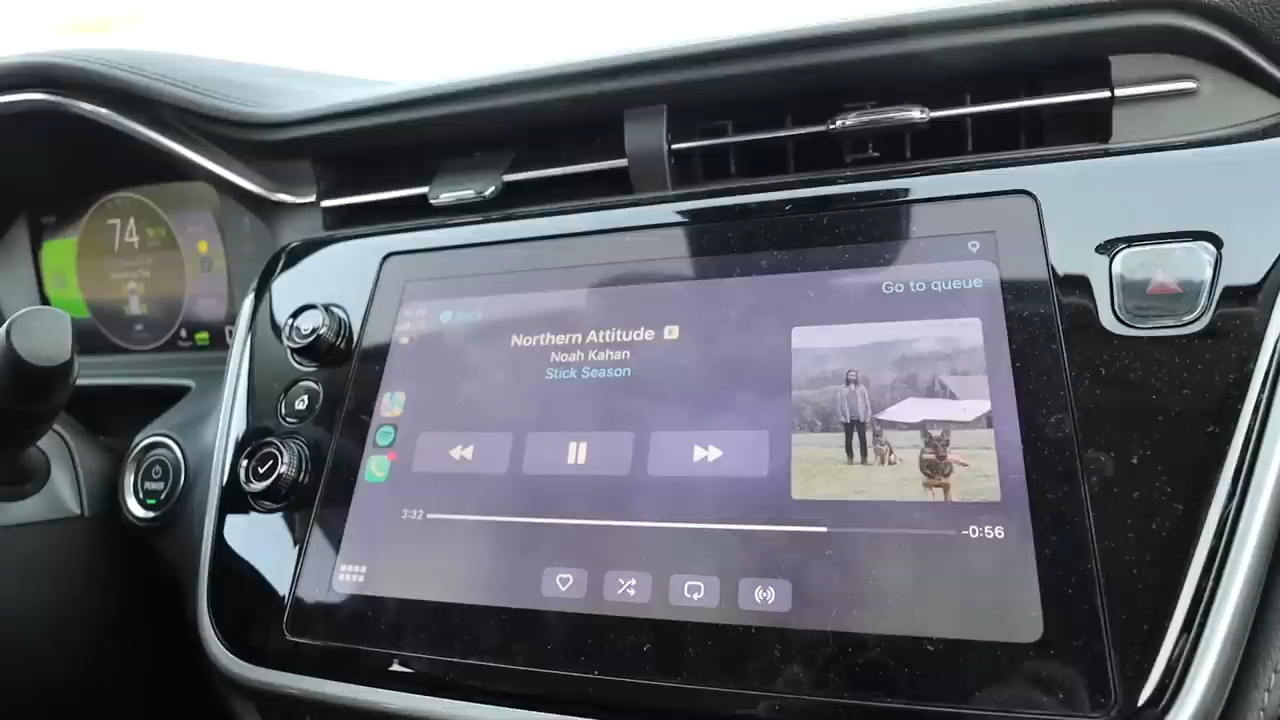 74
POWER
Go to queue
Northern Attitude E
Noah Kahan
Stick Season
3:32
-0:56